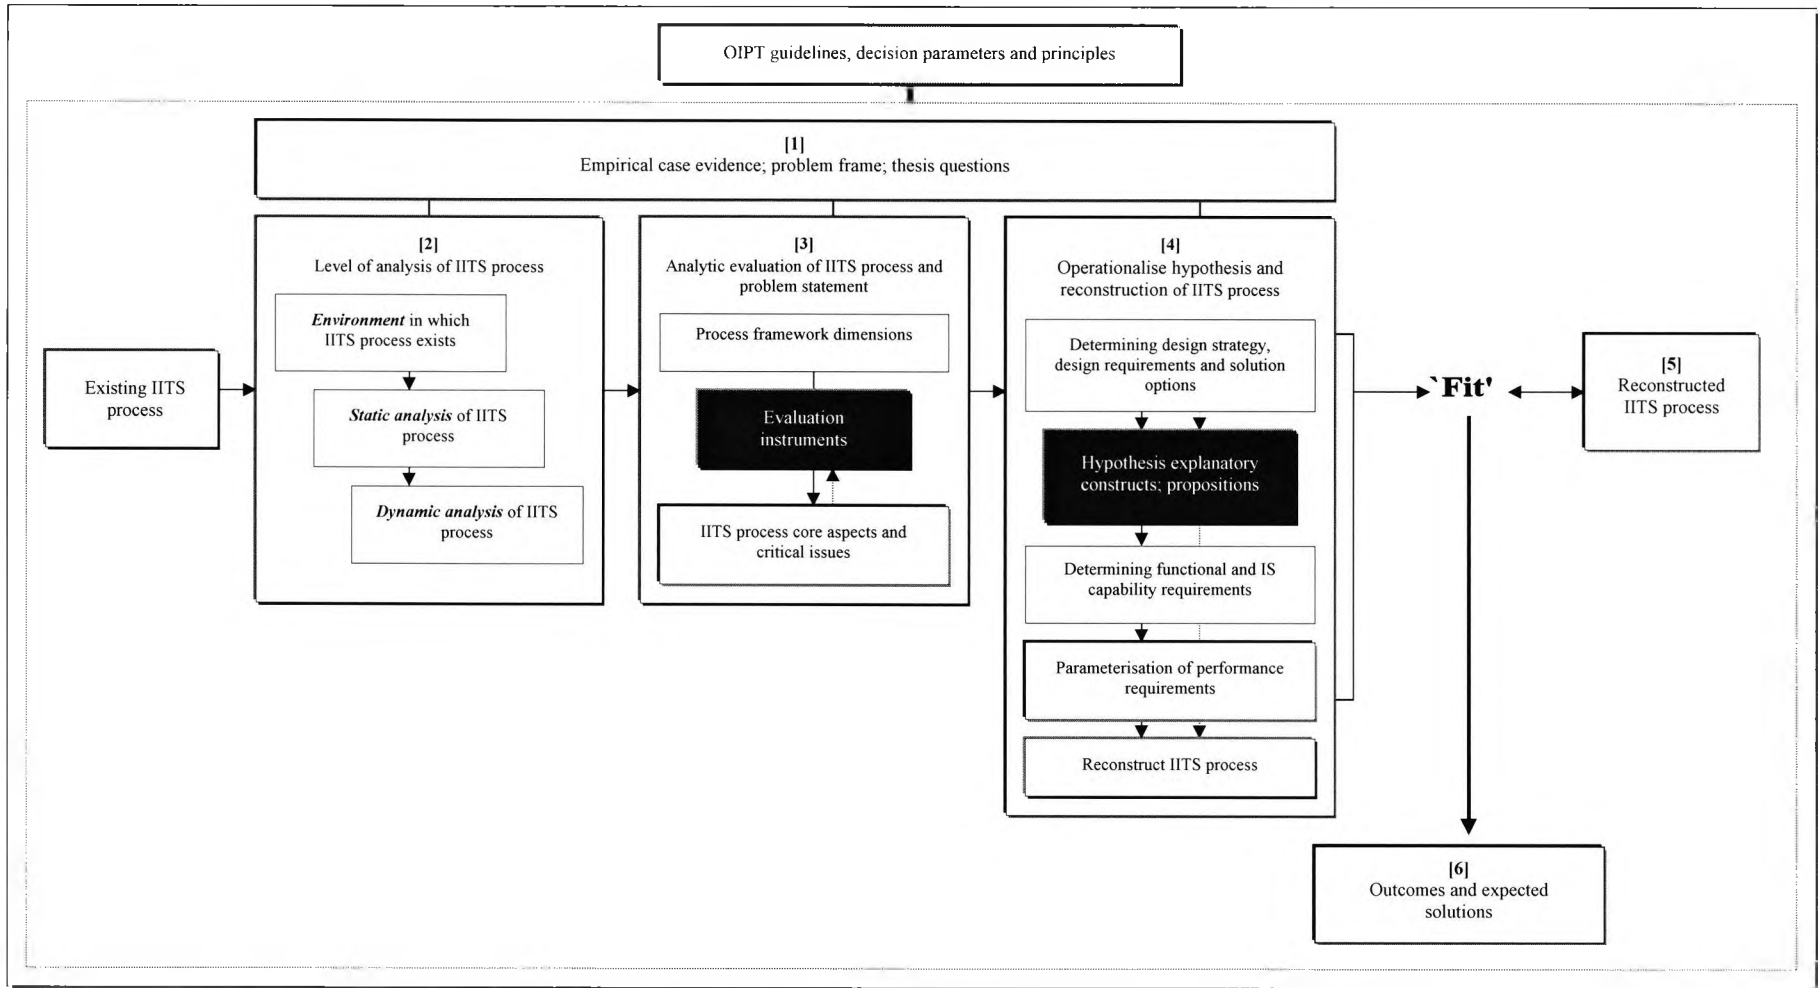 OIPT guidelines, decision parameters and principles
[1]
Empirical case evidence; problem frame; thesis questions
[2]
Level of analysis of IITS process
Environment in which
IITS process exists
Static analysis of IITS
process
Dynamic analysis of IITS
process
[3]
Analytic evaluation of IITS process and
problem statement
Process framework dimensions
Evaluation
instruments
IITS process core aspects and
critical issues
[4]
Operationalise hypothesis and
reconstruction of IITS process
Determining design strategy,
design requirements and solution
options
Hypothesis explanatory
constructs; propositions
Determining functional and IS
capability requirements
Parameterisation of performance
requirements
Reconstruct IITS process
Existing IITS
process
`Fit'
[5]
Reconstructed
IITS process
[6]
Outcomes and expected
solutions